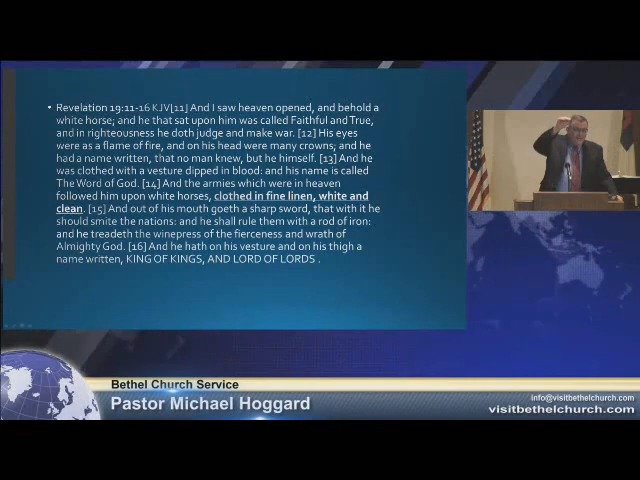 • Revelation 19:11-16 KJV[11] And I saw heaven opened, and behold a
white horse; and he that sat upon him was called Faithful and True,
and in righteousness he doth judge and make war. [12] His eyes
were as a flame of fire, and on his head were many crowns; and he
had a name written, that no man knew, but he himself. [13] And he
was clothed with a vesture dipped in blood: and his name is called
The Word of God. [14] And the armies which were in heaven
followed him upon white horses, clothed in fine linen, white and
clean. [15] And out of his mouth goeth a sharp sword, that with it he
should smite the nations: and he shall rule them with a rod of iron:
and he treadeth the winepress of the fierceness and wrath of
Almighty God. [16] And he hath on his vesture and on his thigh a
name written, KING OF KINGS, AND LORD OF LORDS .
Bethel Church Service
Pastor Michael Hoggard
info@visitbethelchurch.com
visitbethelchurch.com